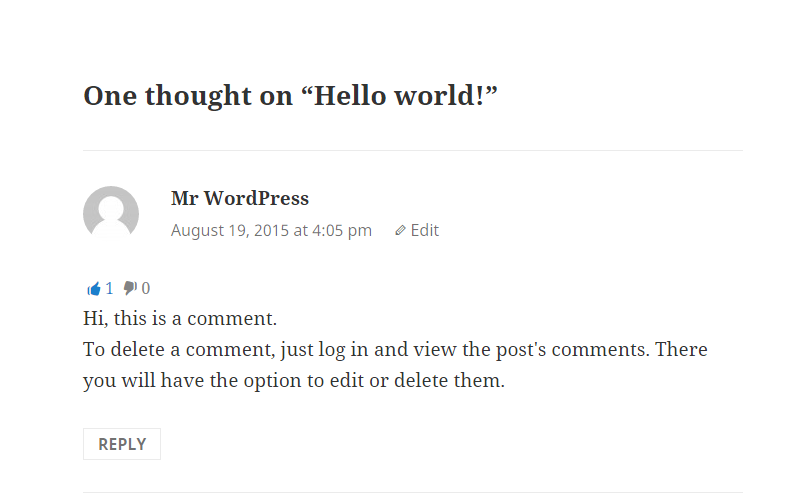 One thought on “Hello world!”
Mr WordPress
August 19, 2015 at 4:05 pm Edit
1 0
Hi, this is a comment.
To delete a comment, just log in and view the post's comments. There
you will have the option to edit or delete them.
REPLY